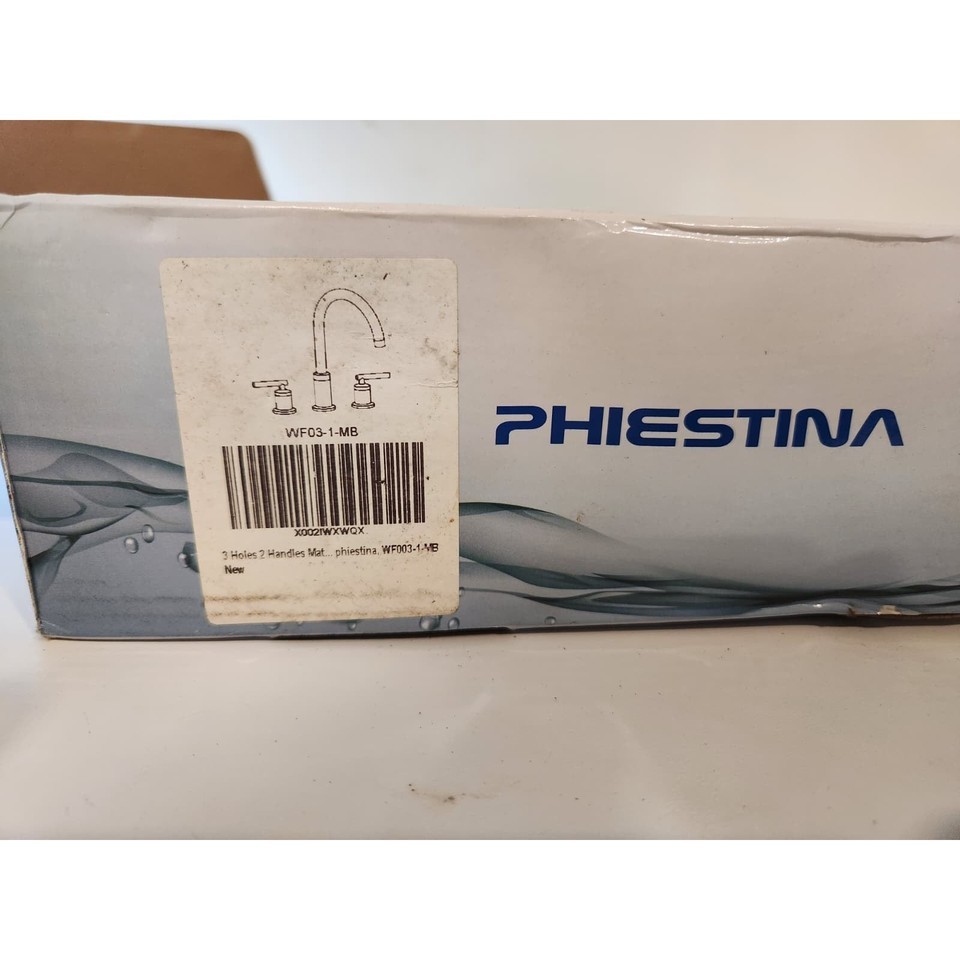 WF03-1-MB
X002IWXWQX
3 Holes 2 Handles Mat... phiestina, WF003-1-MB
New
PHIESTINA